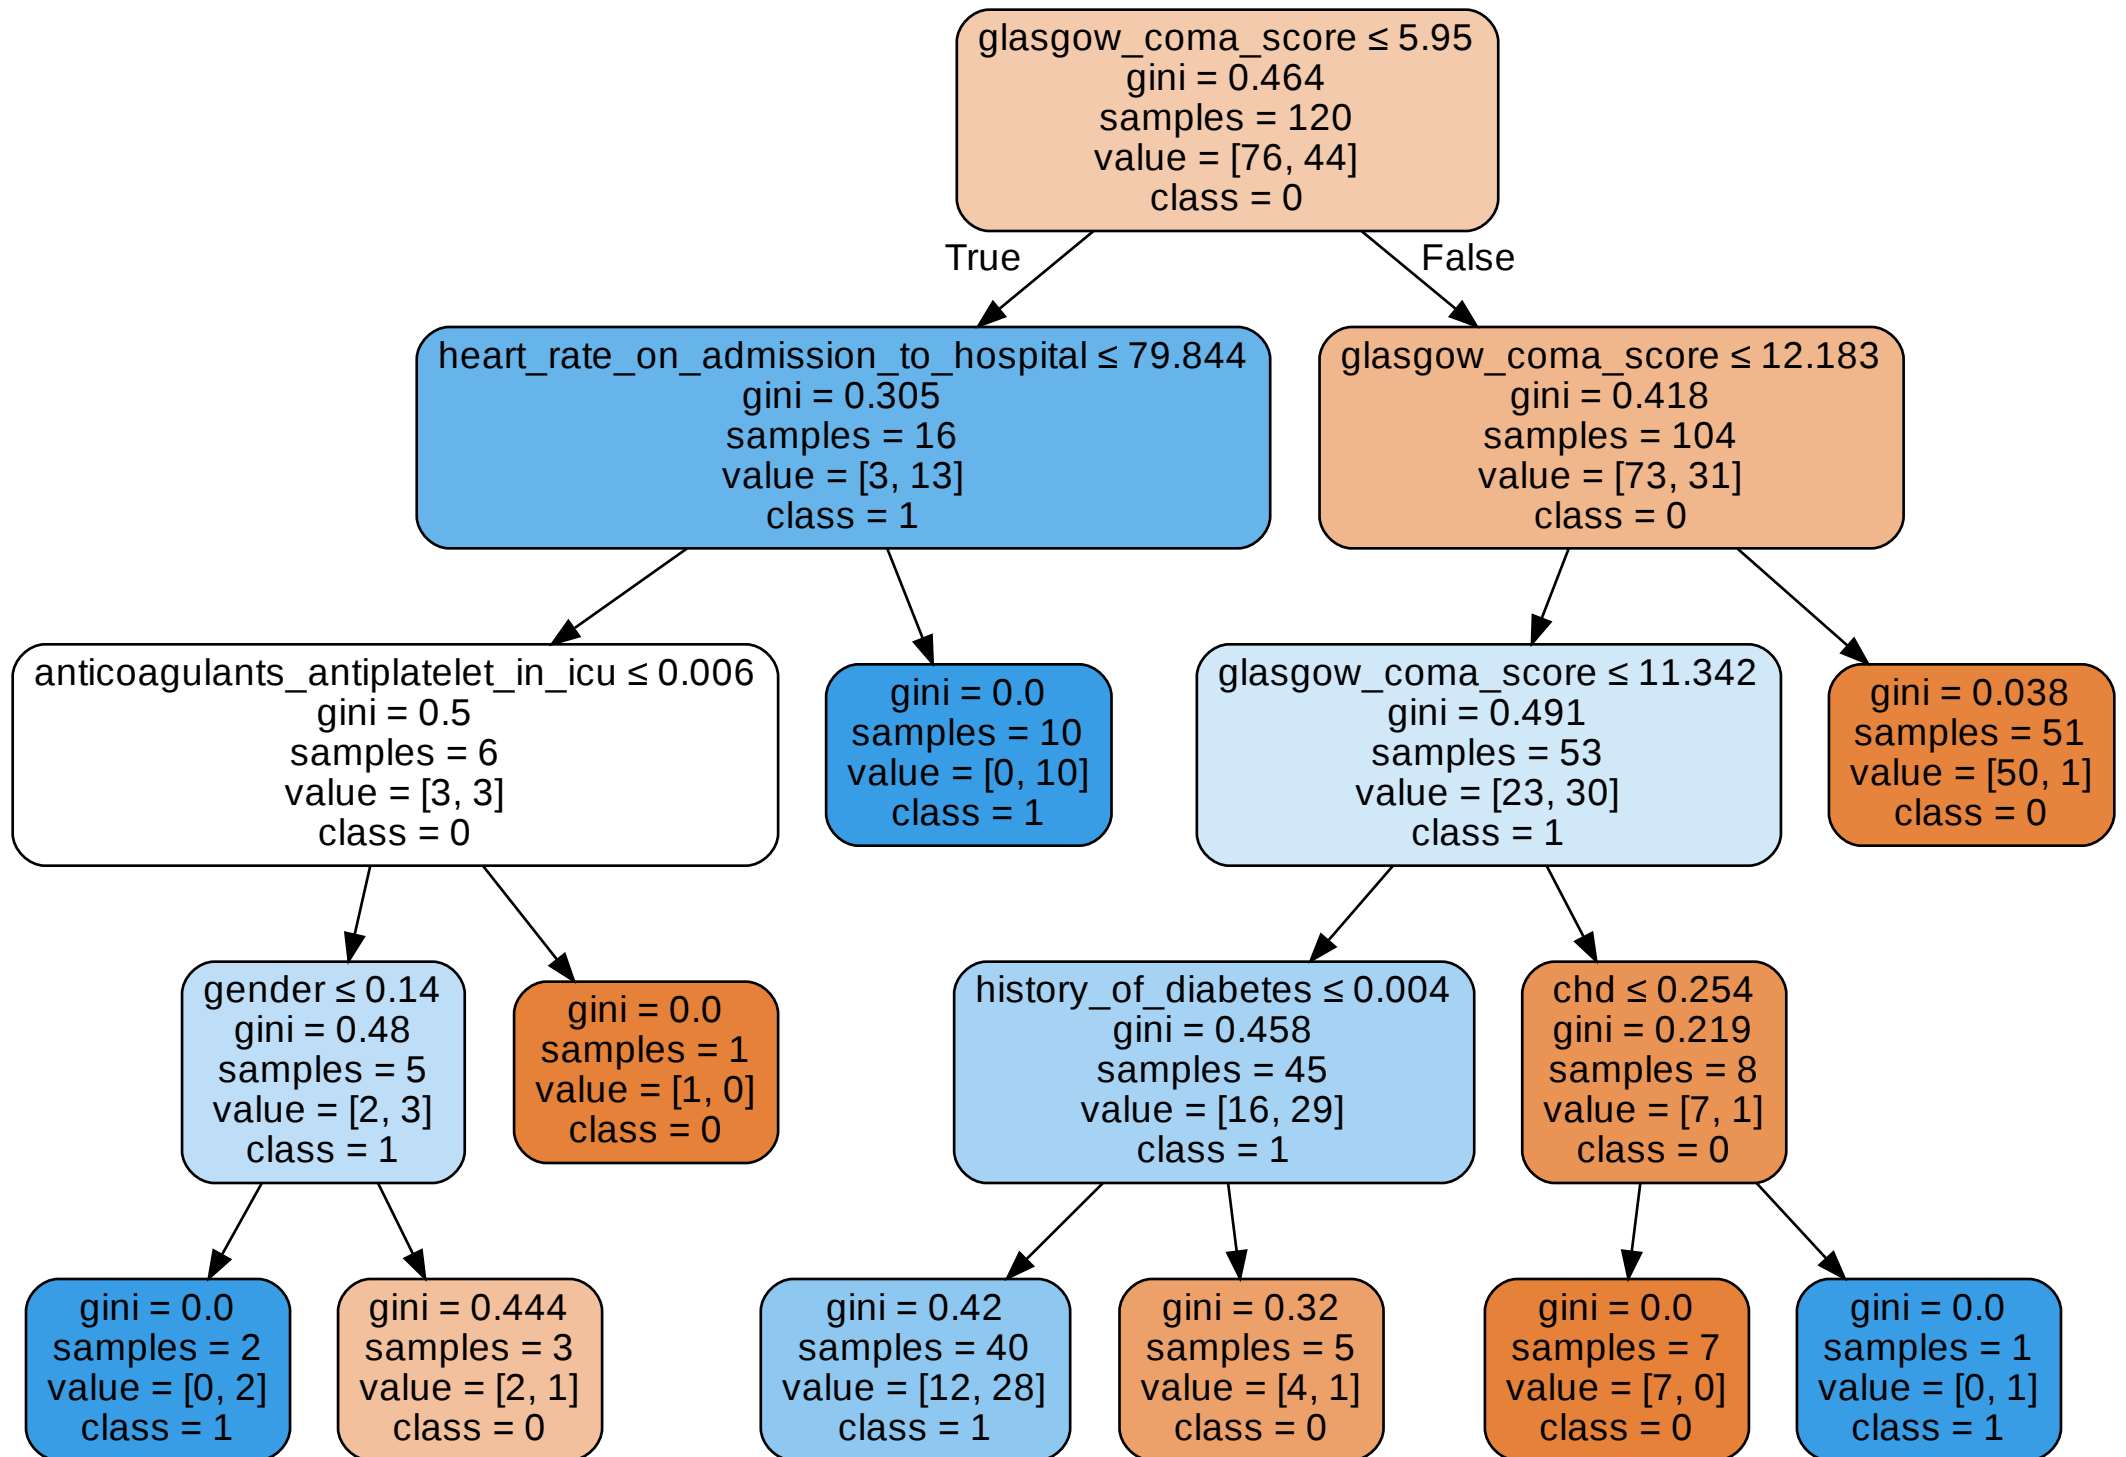 glasgow_coma_score ≤ 5.95
gini = 0.464
samples = 120
value = [76, 44]
class = 0
True
False
heart_rate_on_admission_to_hospital ≤ 79.844
gini = 0.305
samples = 16
value = [3, 13]
class = 1
glasgow_coma_score ≤ 12.183
gini = 0.418
samples = 104
value = [73, 31]
class = 0
anticoagulants_antiplatelet_in_icu ≤ 0.006
gini = 0.5
samples = 6
value = [3, 3]
class = 0
gini = 0.0
samples = 10
value = [0, 10]
class = 1
glasgow_coma_score ≤ 11.342
gini = 0.491
samples = 53
value = [23, 30]
class = 1
gini = 0.038
samples = 51
value = [50, 1]
class = 0
gender ≤ 0.14
gini = 0.48
samples = 5
value = [2, 3]
class = 1
gini = 0.0
samples = 1
value = [1, 0]
class = 0
history_of_diabetes ≤ 0.004
gini = 0.458
samples = 45
value = [16, 29]
class = 1
chd ≤ 0.254
gini = 0.219
samples = 8
value = [7, 1]
class = 0
gini = 0.0
samples = 2
value = [0, 2]
class = 1
gini = 0.444
samples = 3
value = [2, 1]
class = 0
gini = 0.42
samples = 40
value = [12, 28]
class = 1
gini = 0.32
samples = 5
value = [4, 1]
class = 0
gini = 0.0
samples = 7
value = [7, 0]
class = 0
gini = 0.0
samples = 1
value = [0, 1]
class = 1